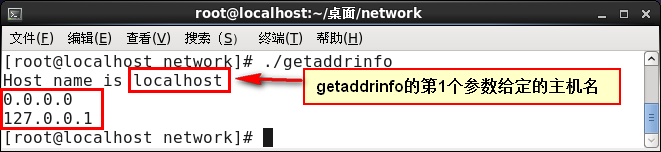 root@localhost:~/桌面/network
文件(F) 编辑(E) 查看(V) 搜索（S） 终端(T) 帮助(H)
[root@localhost network]# ./getaddrinfo
Host name is localhost
getaddrinfo的第1个参数给定的主机名
0.0.0.0
127.0.0.1
[root@localhost network]#